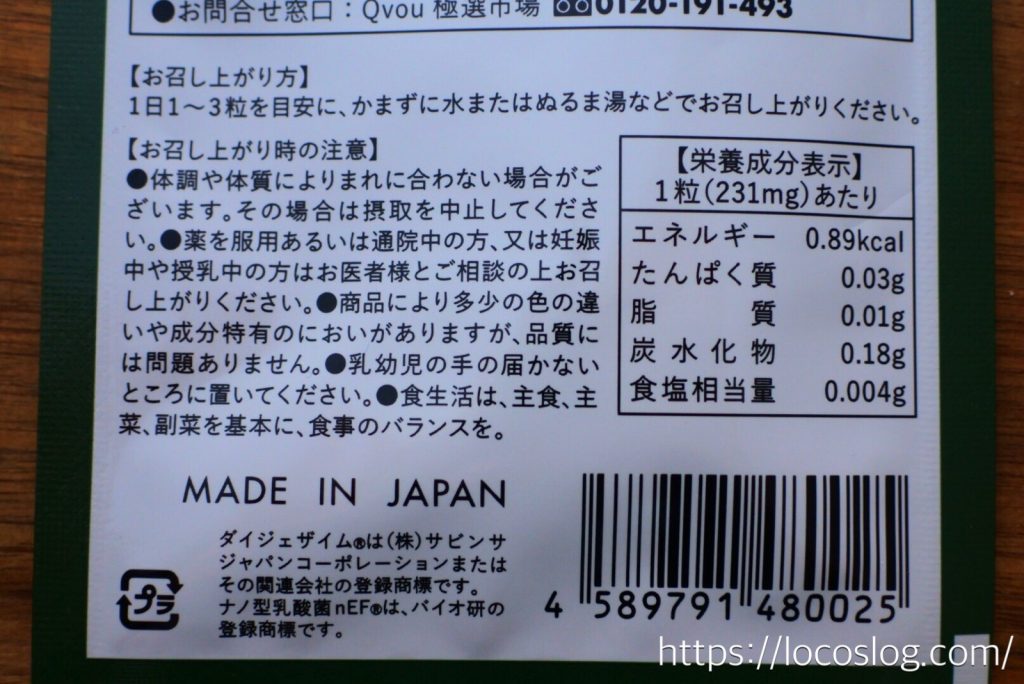 ●お問合せ窓口：Qvou 極選市場 0120-191-493
【お召し上がり方】
1日1～3粒を目安に、かまずに水またはぬるま湯などでお召し上がりください。
【お召し上がり時の注意】
●体調や体質によりまれに合わない場合がご
ざいます。その場合は摂取を中止してくださ
い。●薬を服用あるいは通院中の方、又は妊娠
中や授乳中の方はお医者様とご相談の上お召
し上がりください。●商品により多少の色の違
いや成分特有のにおいがありますが、品質に
は問題ありません。●乳幼児の手の届かない
ところに置いてください。●食生活は、主食、主
菜、副菜を基本に、食事のバランスを。
【栄養成分表示】
1粒(231mg)あたり
エネルギー 0.89kcal
たんぱく質 0.03g
脂質 0.01g
炭水化物 0.18g
食塩相当量 0.004g
MADE IN JAPAN
ダイジェザイム®は(株)サビンサ
ジャパンコーポレーションまたは
その関連会社の登録商標です。
ナノ型乳酸菌nEF®は、バイオ研の
登録商標です。
プラ
4 589791 480025
https://locoslog.com/